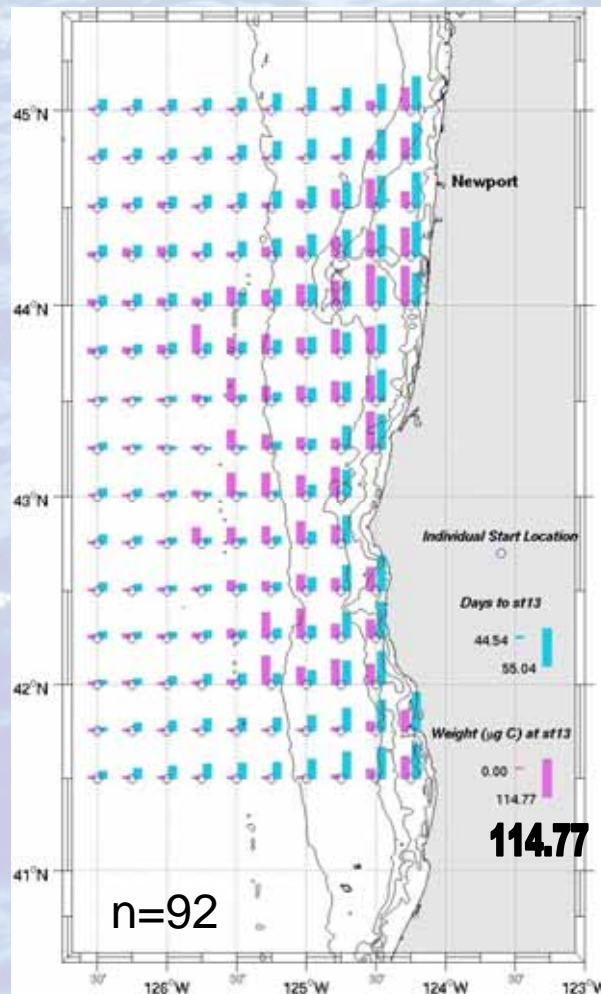 45°N
Newport
44°N
43°N
Individual Start Location
Days to st13
44.54
55.04
42°N
Weight (μg C) at st13
0.00
114.77
114.77
41°N
n=92
30' 30' 30' 30'
126°W 125°W 124°W 123°W